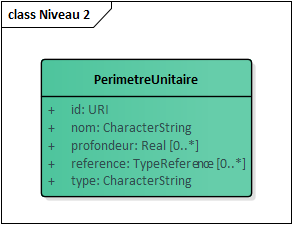 class Niveau 2
PerimetreUnitaire
+ id: URI
+ nom: CharacterString
+ profondeur: Real [0..*]
+ reference: TypeReference [0..*]
+ type: CharacterString